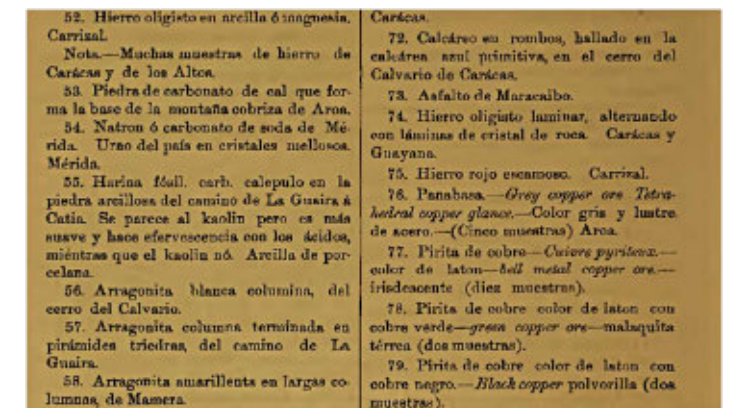 52. Hierro oligisto en arcilla ó magnesia.
Carrizal.
Nota.—Muchas muestras de hierro de
Carácas y de los Altos.
53. Piedra de carbonato de cal que for-
ma la base de la montaña cobriza de Aroa.
54. Natron ó carbonato de soda de Mé-
rida. Urao del país en cristales mellosos.
Mérida.
55. Harina fósil. carb. calepulo en la
piedra arcillosa del camino de La Guaira á
Catia. Se parece al kaolin pero es más
suave y hace efervescencia con los ácidos,
miéntras que el kaolin nó. Arcilla de por-
celana.
56. Arragonita blanca columina, del
cerro del Calvario.
57. Arragonita columna terminada en
pirámides triedras, del camino de La
Guaira.
58. Arragonita amarillenta en largas co-
lumnas, de Mamera.
Carácas.
72. Calcáreo en rombos, hallado en la
calcárea azul primitiva, en el cerro del
Calvario de Carácas.
73. Asfalto de Maracaibo.
74. Hierro oligisto laminar, alternando
con láminas de cristal de roca. Carácas y
Guayana.
75. Hierro rojo escamoso. Carrizal.
76. Panabasa.—Grey copper ore Tetra-
hedral copper glance.—Color gris y lustre
de acero.—(Cinco muestras) Aroa.
77. Pirita de cobre—Cuivre pyriteux.—
color de laton—bell metal copper ore.—
irisdescente (diez muestras).
78. Pirita de cobre color de laton con
cobre verde—green copper ore—malaquita
térrea (dos muestras).
79. Pirita de cobre color de laton con
cobre negro.—Black copper polvorilla (dos
muestras).